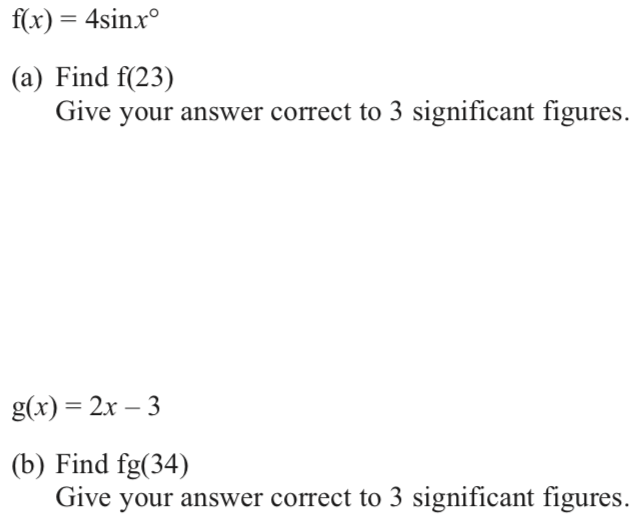 f(x) = 4sinx°
(a) Find f(23)
Give your answer correct to 3 significant figures.
g(x) = 2x – 3
(b) Find fg(34)
Give your answer correct to 3 significant figures.